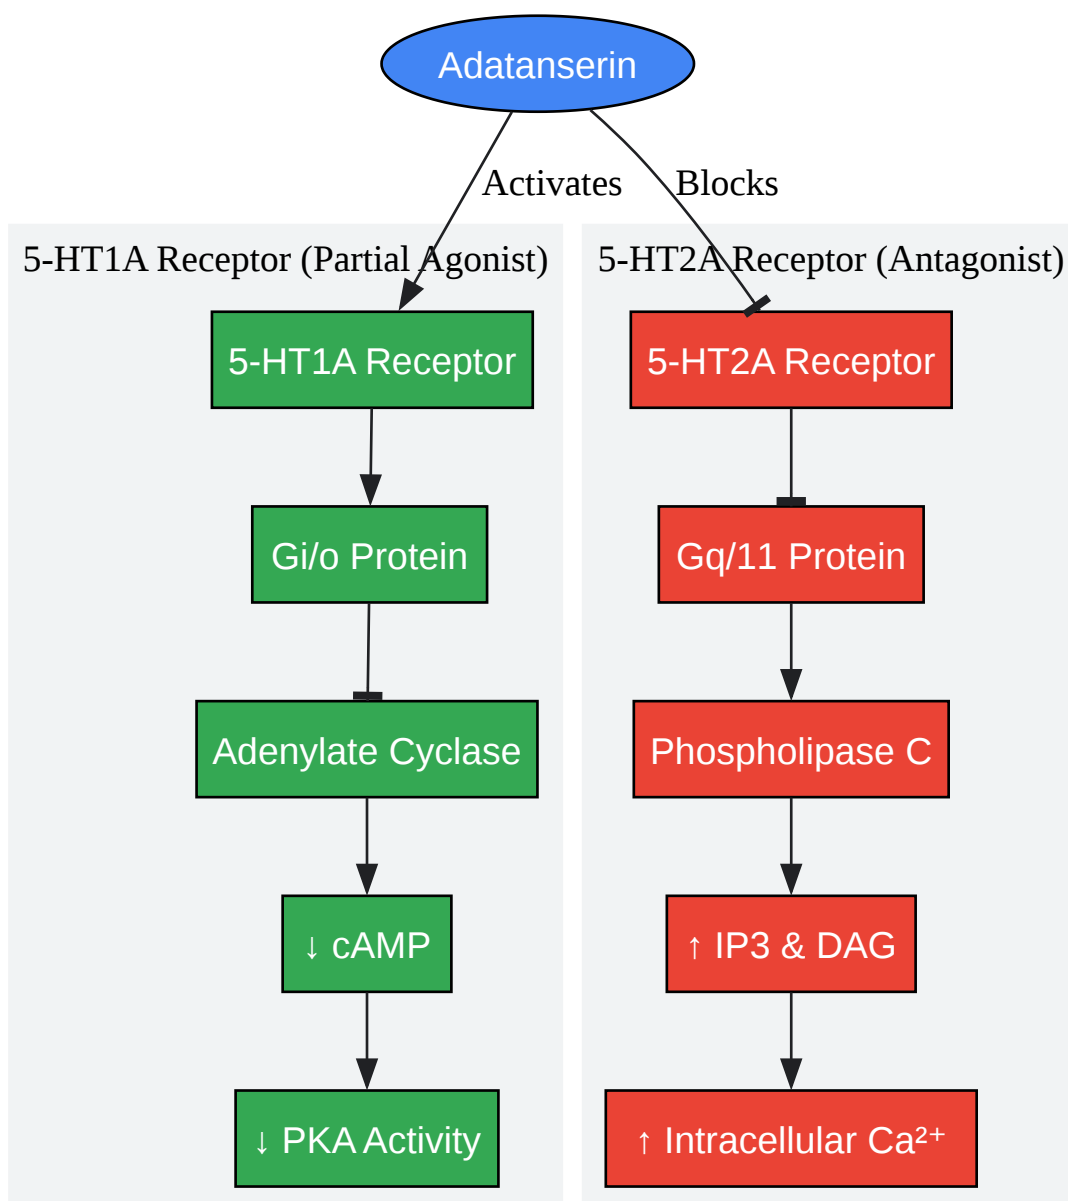 Adatanserin
Activates
Blocks
5-HT1A Receptor (Partial Agonist)
5-HT1A Receptor
Gi/o Protein
Adenylate Cyclase
↓ cAMP
↓ PKA Activity
5-HT2A Receptor (Antagonist)
5-HT2A Receptor
Gq/11 Protein
Phospholipase C
↑ IP3 & DAG
↑ Intracellular Ca²⁺